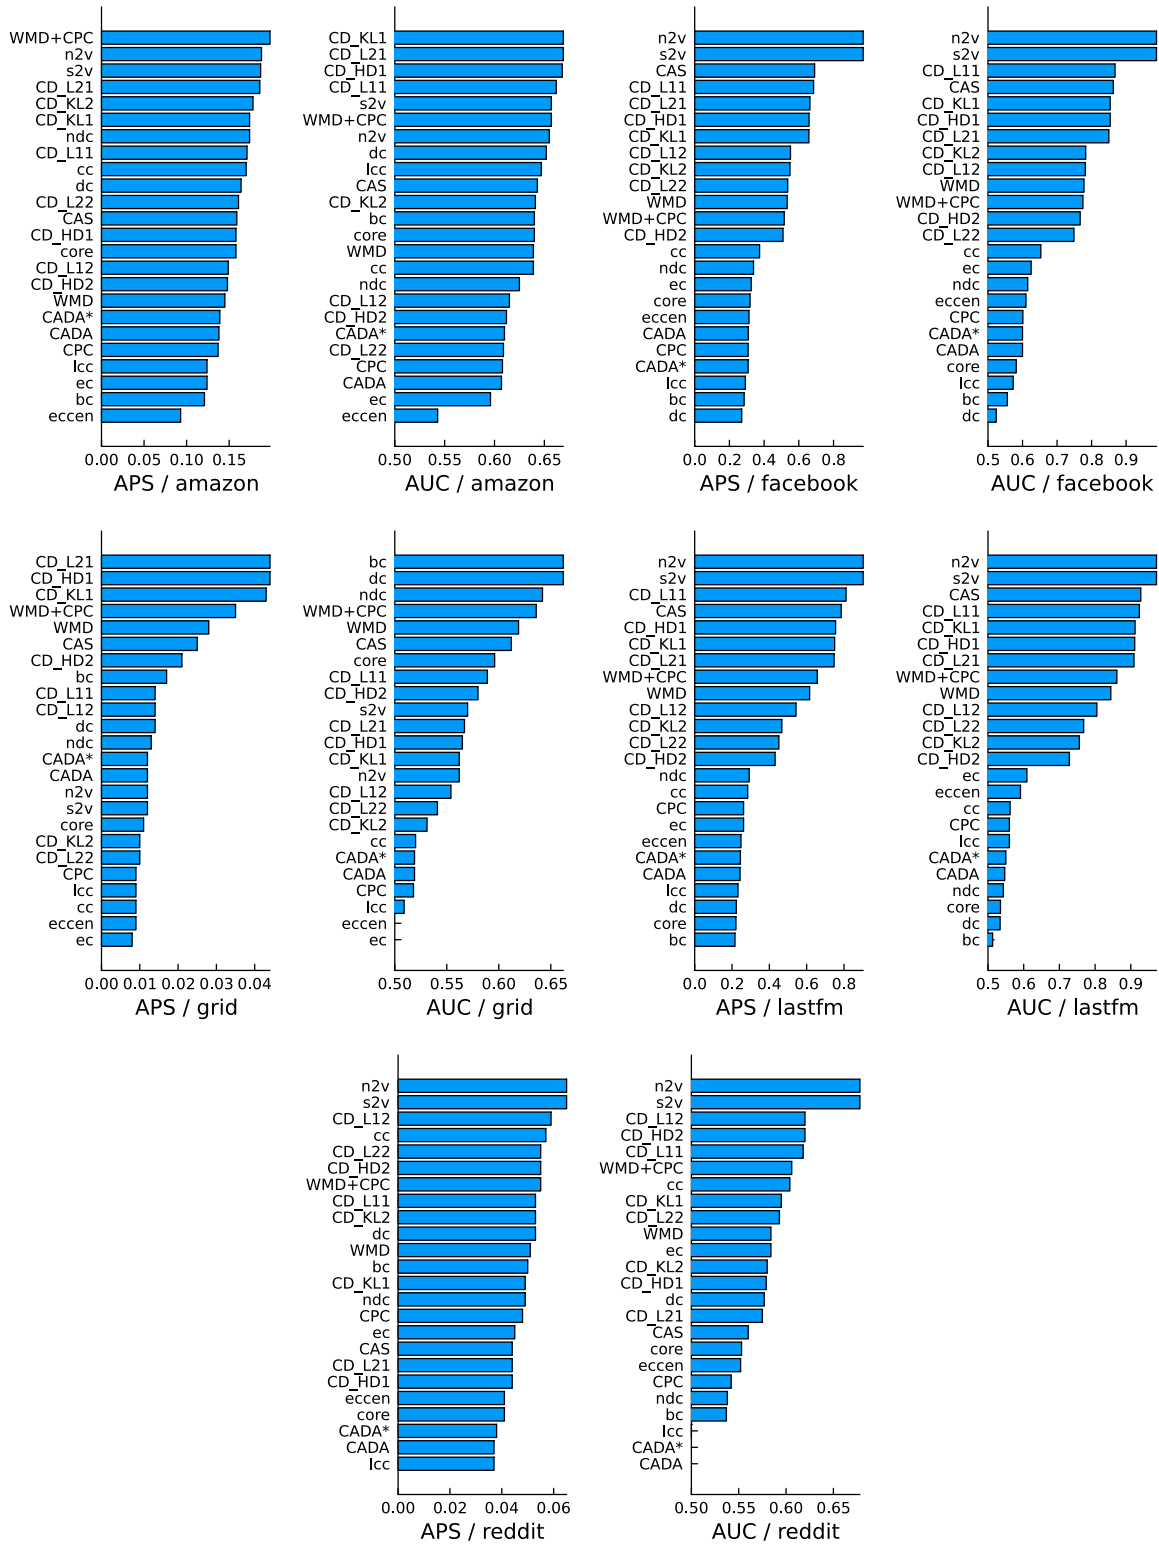 WMD+CPC
n2v
s2v
CD_L21
CD_KL2
CD_KL1
ndc
CD_L11
cc
dc
CD_L22
CAS
CD_HD1
core
CD_L12
CD_HD2
WMD
CADA*
CADA
CPC
lcc
ec
bc
eccen
0.00 0.05 0.10 0.15
APS / amazon
CD_KL1
CD_L21
CD_HD1
CD_L11
s2v
WMD+CPC
n2v
dc
lcc
CAS
CD_KL2
bc
core
WMD
cc
ndc
CD_L12
CD_HD2
CADA*
CD_L22
CPC
CADA
ec
eccen
0.50 0.55 0.60 0.65
AUC / amazon
n2v
s2v
CAS
CD_L11
CD_L21
CD_HD1
CD_KL1
CD_L12
CD_KL2
CD_L22
WMD
WMD+CPC
CD_HD2
cc
ndc
ec
core
eccen
CADA
CPC
CADA*
lcc
bc
dc
0.0 0.2 0.4 0.6 0.8
APS / facebook
n2v
s2v
CD_L11
CAS
CD_KL1
CD_HD1
CD_L21
CD_KL2
CD_L12
WMD
WMD+CPC
CD_HD2
CD_L22
cc
ec
ndc
eccen
CPC
CADA*
CADA
core
lcc
bc
dc
0.5 0.6 0.7 0.8 0.9
AUC / facebook
CD_L21
CD_HD1
CD_KL1
WMD+CPC
WMD
CAS
CD_HD2
bc
CD_L11
CD_L12
dc
ndc
CADA*
CADA
n2v
s2v
core
CD_KL2
CD_L22
CPC
lcc
cc
eccen
ec
0.00 0.01 0.02 0.03 0.04
APS / grid
bc
dc
ndc
WMD+CPC
WMD
CAS
core
CD_L11
CD_HD2
s2v
CD_L21
CD_HD1
CD_KL1
n2v
CD_L12
CD_L22
CD_KL2
cc
CADA*
CADA
CPC
lcc
eccen
ec
0.50 0.55 0.60 0.65
AUC / grid
n2v
s2v
CD_L11
CAS
CD_HD1
CD_KL1
CD_L21
WMD+CPC
WMD
CD_L12
CD_KL2
CD_L22
CD_HD2
ndc
cc
CPC
ec
eccen
CADA*
CADA
lcc
dc
core
bc
0.0 0.2 0.4 0.6 0.8
APS / lastfm
n2v
s2v
CAS
CD_L11
CD_KL1
CD_HD1
CD_L21
WMD+CPC
WMD
CD_L12
CD_L22
CD_KL2
CD_HD2
ec
eccen
cc
CPC
lcc
CADA*
CADA
ndc
core
dc
bc
0.5 0.6 0.7 0.8 0.9
AUC / lastfm
n2v
s2v
CD_L12
cc
CD_L22
CD_HD2
WMD+CPC
CD_L11
CD_KL2
dc
WMD
bc
CD_KL1
ndc
CPC
ec
CAS
CD_L21
CD_HD1
eccen
core
CADA*
CADA
lcc
0.00 0.02 0.04 0.06
APS / reddit
n2v
s2v
CD_L12
CD_HD2
CD_L11
WMD+CPC
cc
CD_KL1
CD_L22
WMD
ec
CD_KL2
CD_HD1
dc
CD_L21
CAS
core
eccen
CPC
ndc
bc
lcc
CADA*
CADA
0.50 0.55 0.60 0.65
AUC / reddit